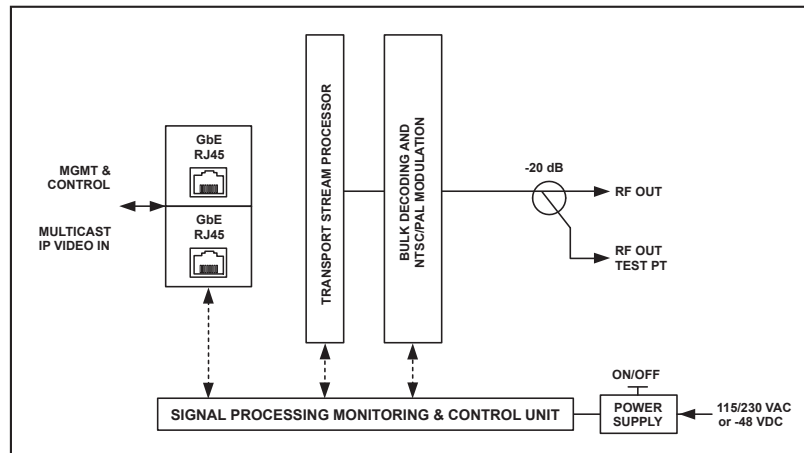 MGMT &
CONTROL
MULTICAST
IP VIDEO IN
GbE
RJ45
GbE
RJ45
TRANSPORT STREAM PROCESSOR
BULK DECODING AND
NTSC/PAL MODULATION
-20 dB
RF OUT
RF OUT
TEST PT
SIGNAL PROCESSING MONITORING & CONTROL UNIT
ON/OFF
POWER
SUPPLY
115/230 VAC
or -48 VDC